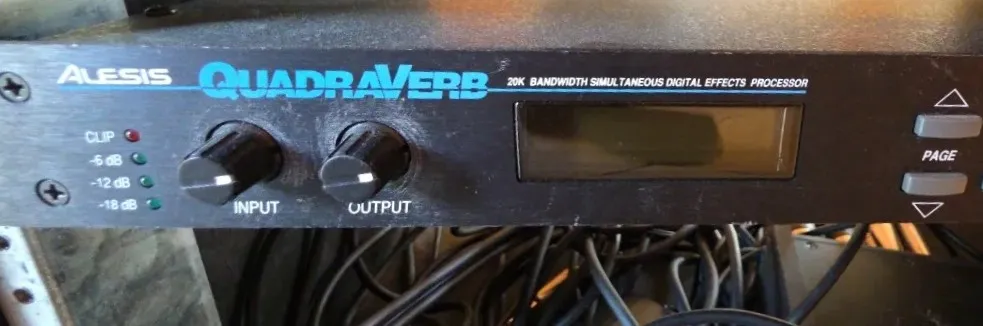 ALESIS QUADRAVERB 20K BANDWIDTH SIMULTANEOUS DIGITAL EFFECTS PROCESSOR
CLIP
-6 dB
-12 dB
-18 dB
INPUT OUTPUT
PAGE